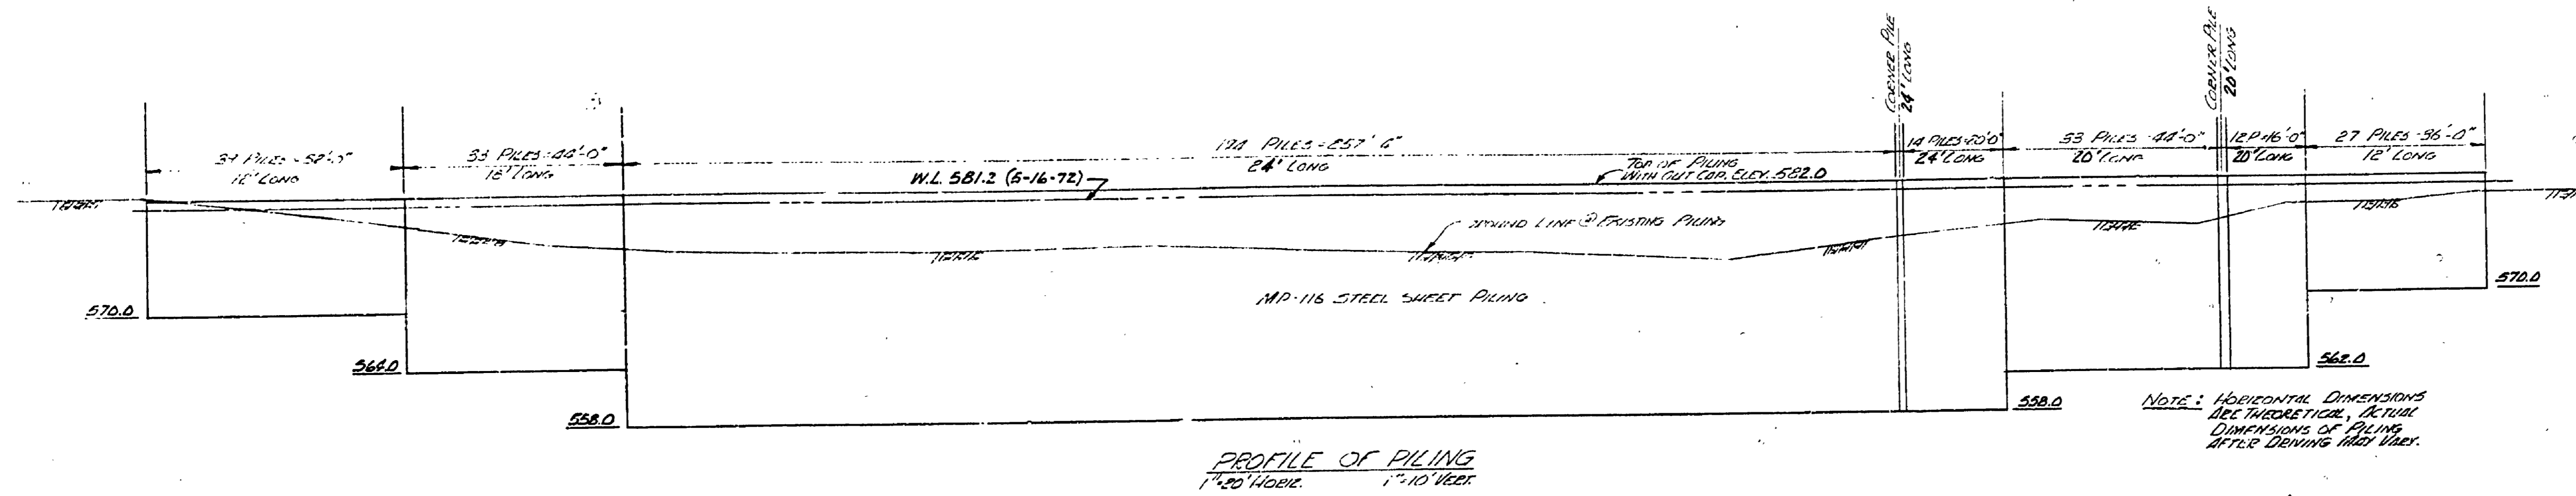 CORNER PILE
24' LONG
CORNER PILE
20' LONG
39 PILES = 52'-0"
12' LONG
33 PILES = 44'-0"
18' LONG
PILES = 257'-6"
24' LONG
14 PILES = 20'0"
24' LONG
33 PILES = 44'-0"
20' LONG
12 P = 16'-0"
20' LONG
27 PILES = 36'-0"
12' LONG
W.L. 581.2 (5-16-72)
TOP OF PILING
WITH OUT CAP. ELEV. 582.0
GROUND LINE @ EXISTING PILING
MP-116 STEEL SHEET PILING
570.0
564.0
558.0
558.0
562.0
570.0
NOTE: HORIZONTAL DIMENSIONS
ARE THEORETICAL, ACTUAL
DIMENSIONS OF PILING
AFTER DRIVING MAY VARY.
PROFILE OF PILING
1"=20' HORIZ. 1"=10' VERT.